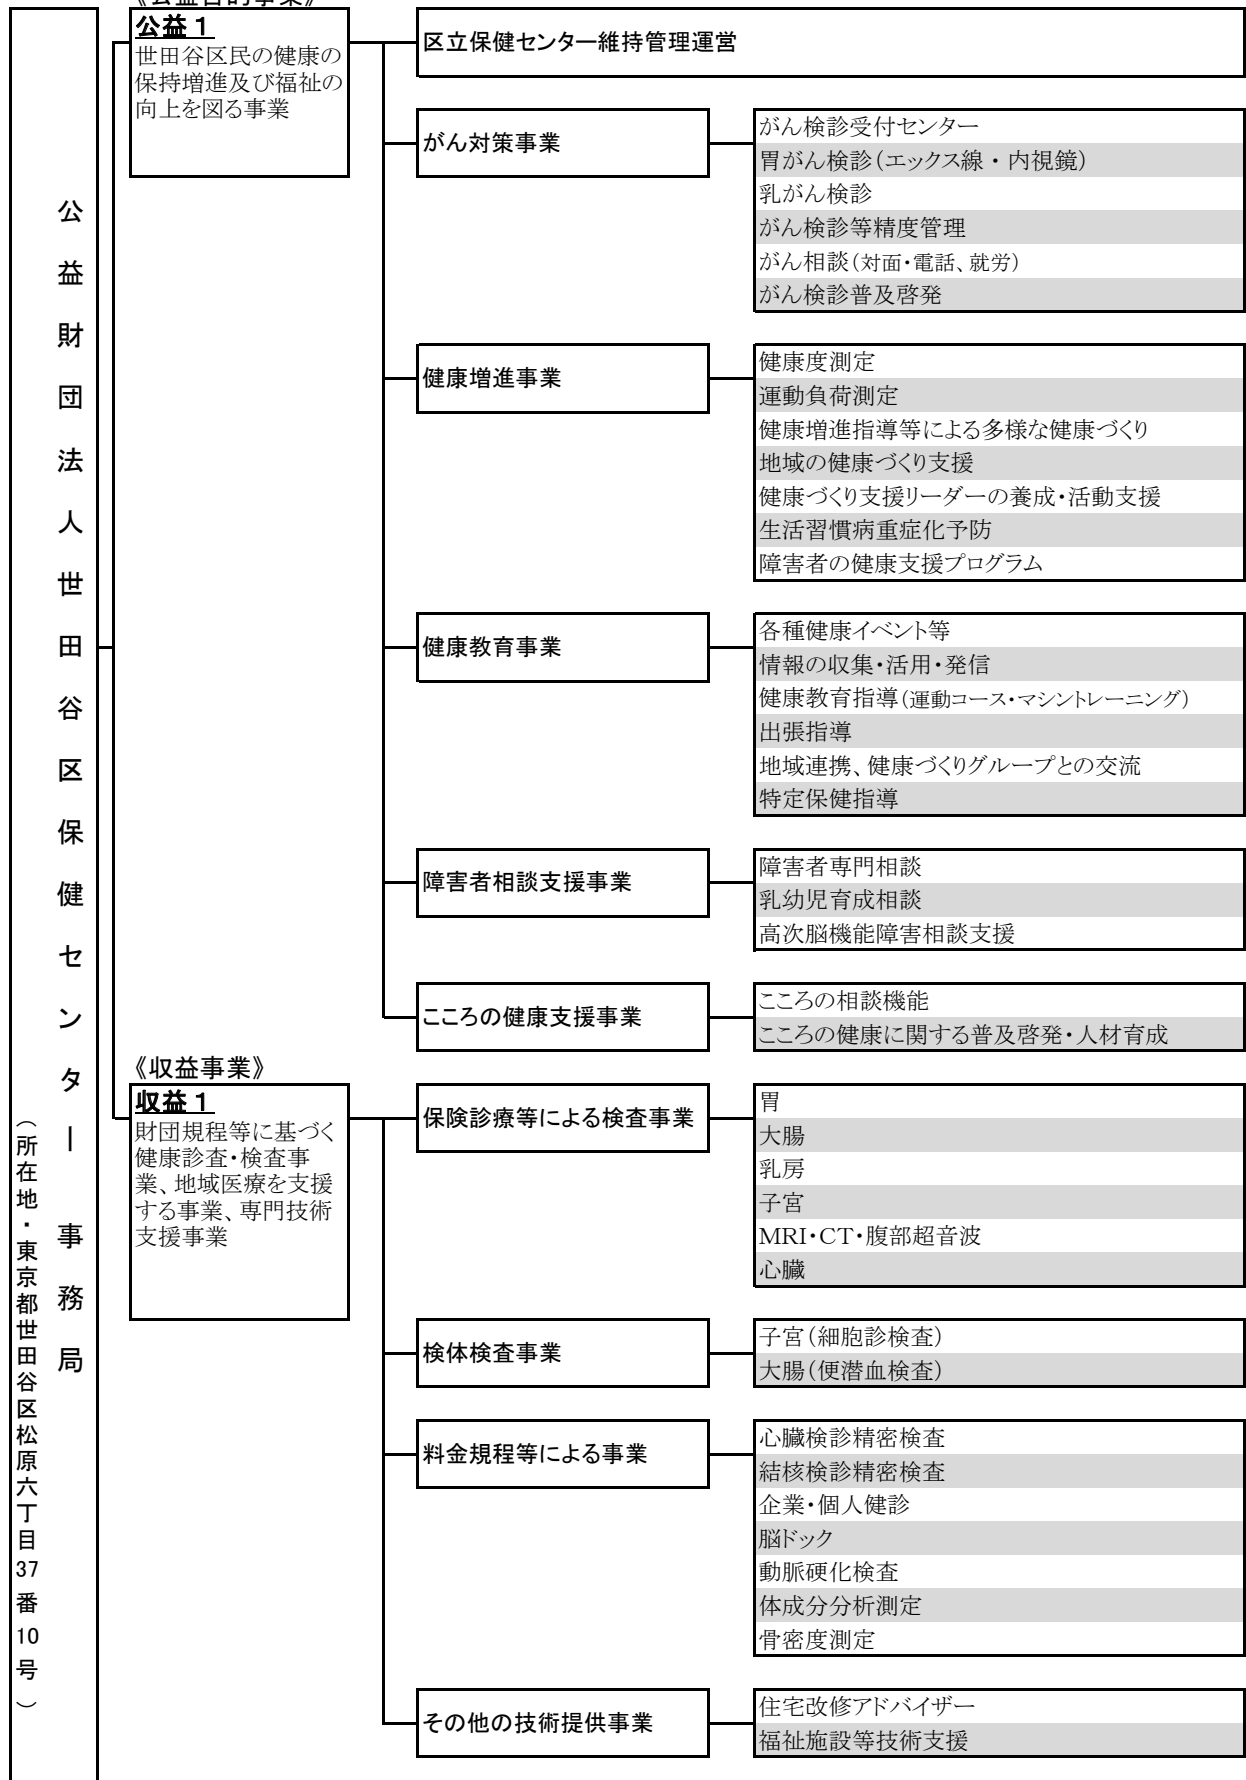 公益財団法人世田谷区保健センター事務局
（所在地・東京都世田谷区松原六丁目37番10号）
《公益目的事業》
公益１
世田谷区民の健康の
保持増進及び福祉の
向上を図る事業
区立保健センター維持管理運営
がん対策事業
がん検診受付センター
胃がん検診（エックス線・内視鏡）
乳がん検診
がん検診等精度管理
がん相談（対面・電話、就労）
がん検診普及啓発
健康増進事業
健康度測定
運動負荷測定
健康増進指導等による多様な健康づくり
地域の健康づくり支援
健康づくり支援リーダーの養成・活動支援
生活習慣病重症化予防
障害者の健康支援プログラム
健康教育事業
各種健康イベント等
情報の収集・活用・発信
健康教育指導（運動コース・マシントレーニング）
出張指導
地域連携、健康づくりグループとの交流
特定保健指導
障害者相談支援事業
障害者専門相談
乳幼児育成相談
高次脳機能障害相談支援
こころの健康支援事業
こころの相談機能
こころの健康に関する普及啓発・人材育成
《収益事業》
収益１
財団規程等に基づく
健康診査・検査事
業、地域医療を支援
する事業、専門技術
支援事業
保険診療等による検査事業
胃
大腸
乳房
子宮
MRI・CT・腹部超音波
心臓
検体検査事業
子宮（細胞診検査）
大腸（便潜血検査）
料金規程等による事業
心臓検診精密検査
結核検診精密検査
企業・個人健診
脳ドック
動脈硬化検査
体成分分析測定
骨密度測定
その他の技術提供事業
住宅改修アドバイザー
福祉施設等技術支援